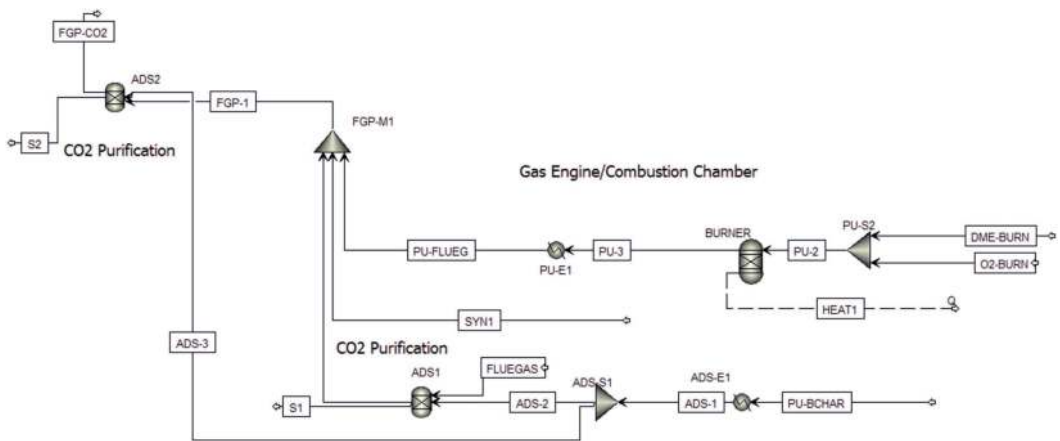 FGP-CO2
ADS2
FGP-1
FGP-M1
S2
CO2 Purification
Gas Engine/Combustion Chamber
BURNER
PU-S2
DME-BURN
PU-FLUEG
PU-E1
PU-3
PU-2
O2-BURN
Q
HEAT1
SYN1
ADS-3
CO2 Purification
ADS1
FLUEGAS
ADS-S1
ADS-E1
S1
ADS-2
ADS-1
PU-BCHAR